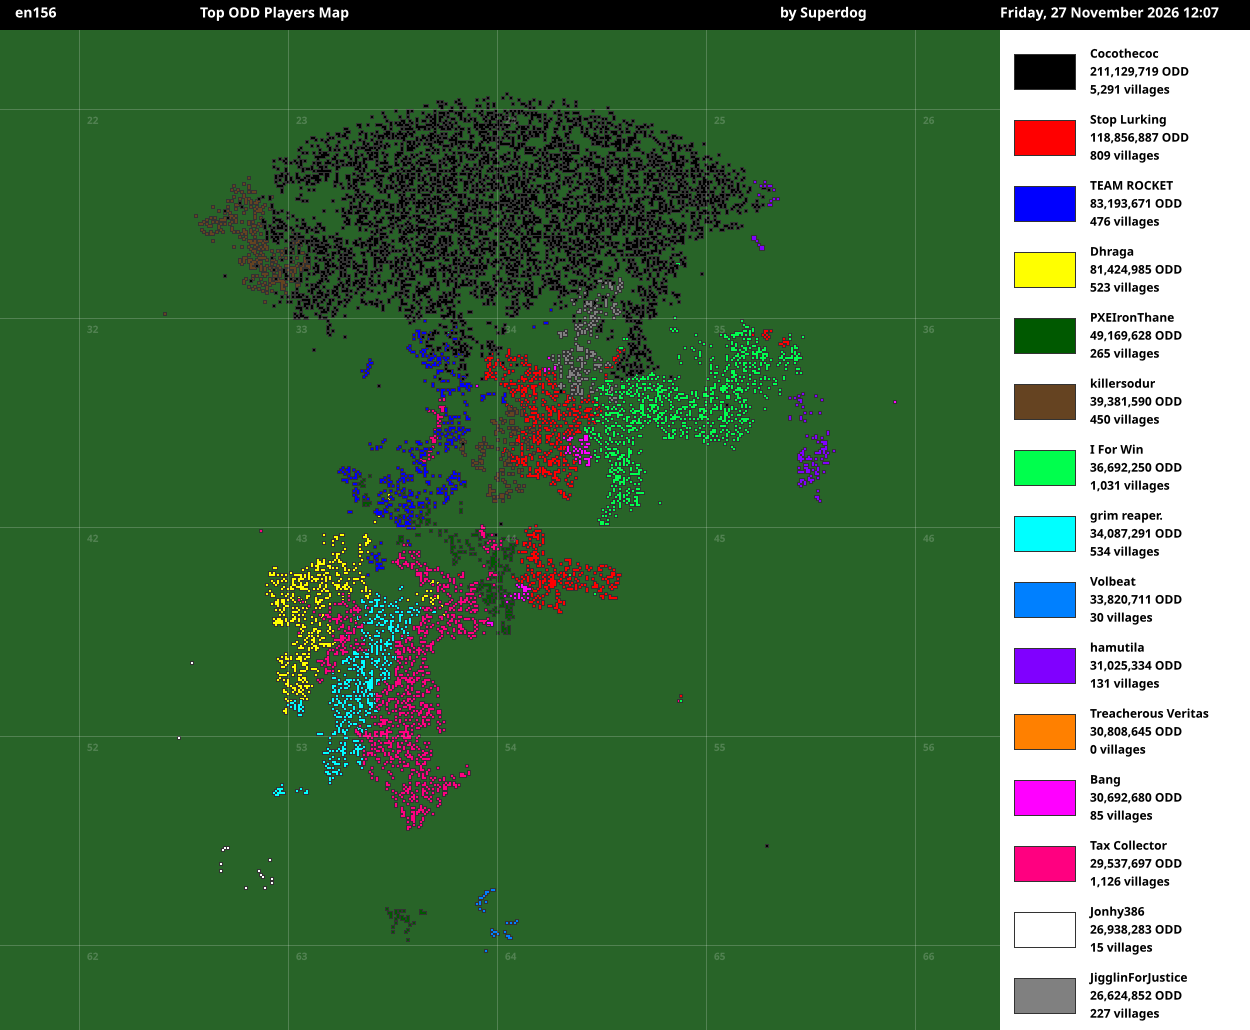 en156 Top ODD Players Map by Superdog Friday, 27 November 2026 12:07
22 23 24 25 26
32 33 34 35 36
42 43 44 45 46
52 53 54 55
62 63 64 65 66
Cocothecoc
211,129,719 ODD
5,291 villages
Stop Lurking
118,856,887 ODD
809 villages
TEAM ROCKET
83,193,671 ODD
476 villages
Dhraga
81,424,985 ODD
523 villages
PXEIronThane
49,169,628 ODD
265 villages
killersodur
39,381,590 ODD
450 villages
I For Win
36,692,250 ODD
1,031 villages
grim reaper.
34,087,291 ODD
534 villages
Volbeat
33,820,711 ODD
30 villages
hamutila
31,025,334 ODD
131 villages
Treacherous Veritas
30,808,645 ODD
0 villages
Bang
30,692,680 ODD
85 villages
Tax Collector
29,537,697 ODD
1,126 villages
Jonhy386
26,938,283 ODD
15 villages
JigglinForJustice
26,624,852 ODD
227 villages